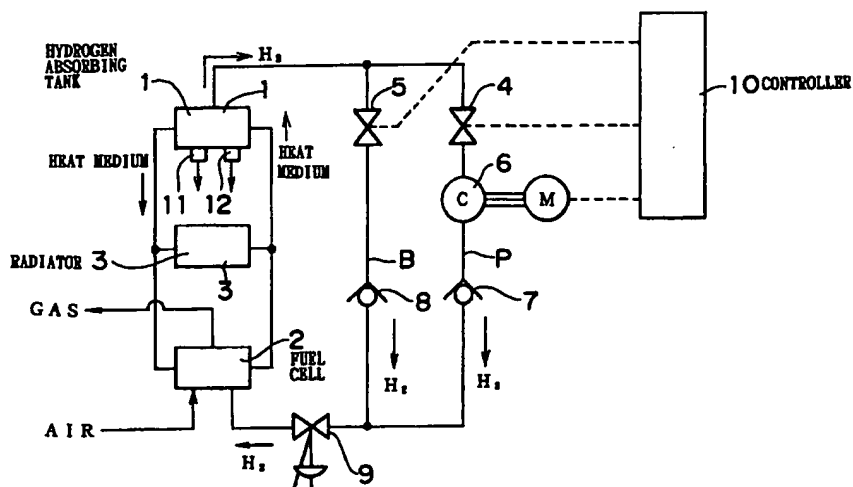 HYDROGEN
ABSORBING
TANK
H₂
1
1
5
4
10 CONTROLLER
HEAT MEDIUM
HEAT
MEDIUM
11
12
6
C
M
RADIATOR 3
3
B
P
8
7
GAS
2
FUEL
CELL
H₂
H₂
AIR
H₂
9